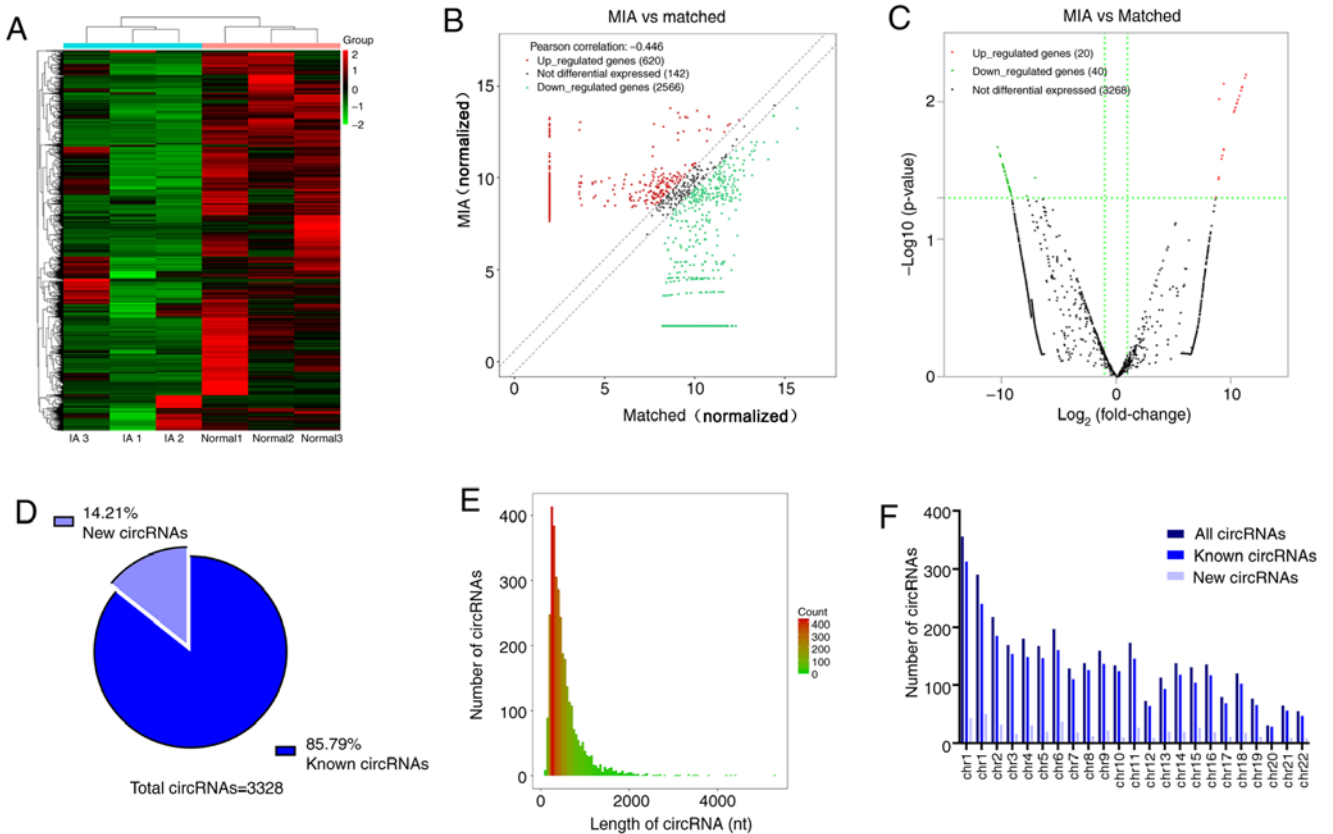 A
Group
2
1
0
−1
−2
IA 3
IA 1
IA 2
Normal1
Normal2
Normal3
B
MIA vs matched
Pearson correlation: −0.446
Up_regulated genes (620)
Not differential expressed (142)
Down_regulated genes (2566)
MIA (normalized)
15
10
5
0
0
5
10
15
Matched (normalized)
C
MIA vs Matched
Up_regulated genes (20)
Down_regulated genes (40)
Not differential expressed (3268)
−Log10 (p-value)
2
1
0
−10
0
10
Log2 (fold-change)
D
14.21%
New circRNAs
85.79%
Known circRNAs
Total circRNAs=3328
E
Number of circRNAs
400
300
200
100
0
0
2000
4000
Length of circRNA (nt)
Count
400
300
200
100
0
F
Number of circRNAs
400
300
200
100
0
All circRNAs
Known circRNAs
New circRNAs
chr1
chr1
chr2
chr3
chr4
chr5
chr6
chr7
chr8
chr9
chr10
chr11
chr12
chr13
chr14
chr15
chr16
chr17
chr18
chr19
chr20
chr21
chr22